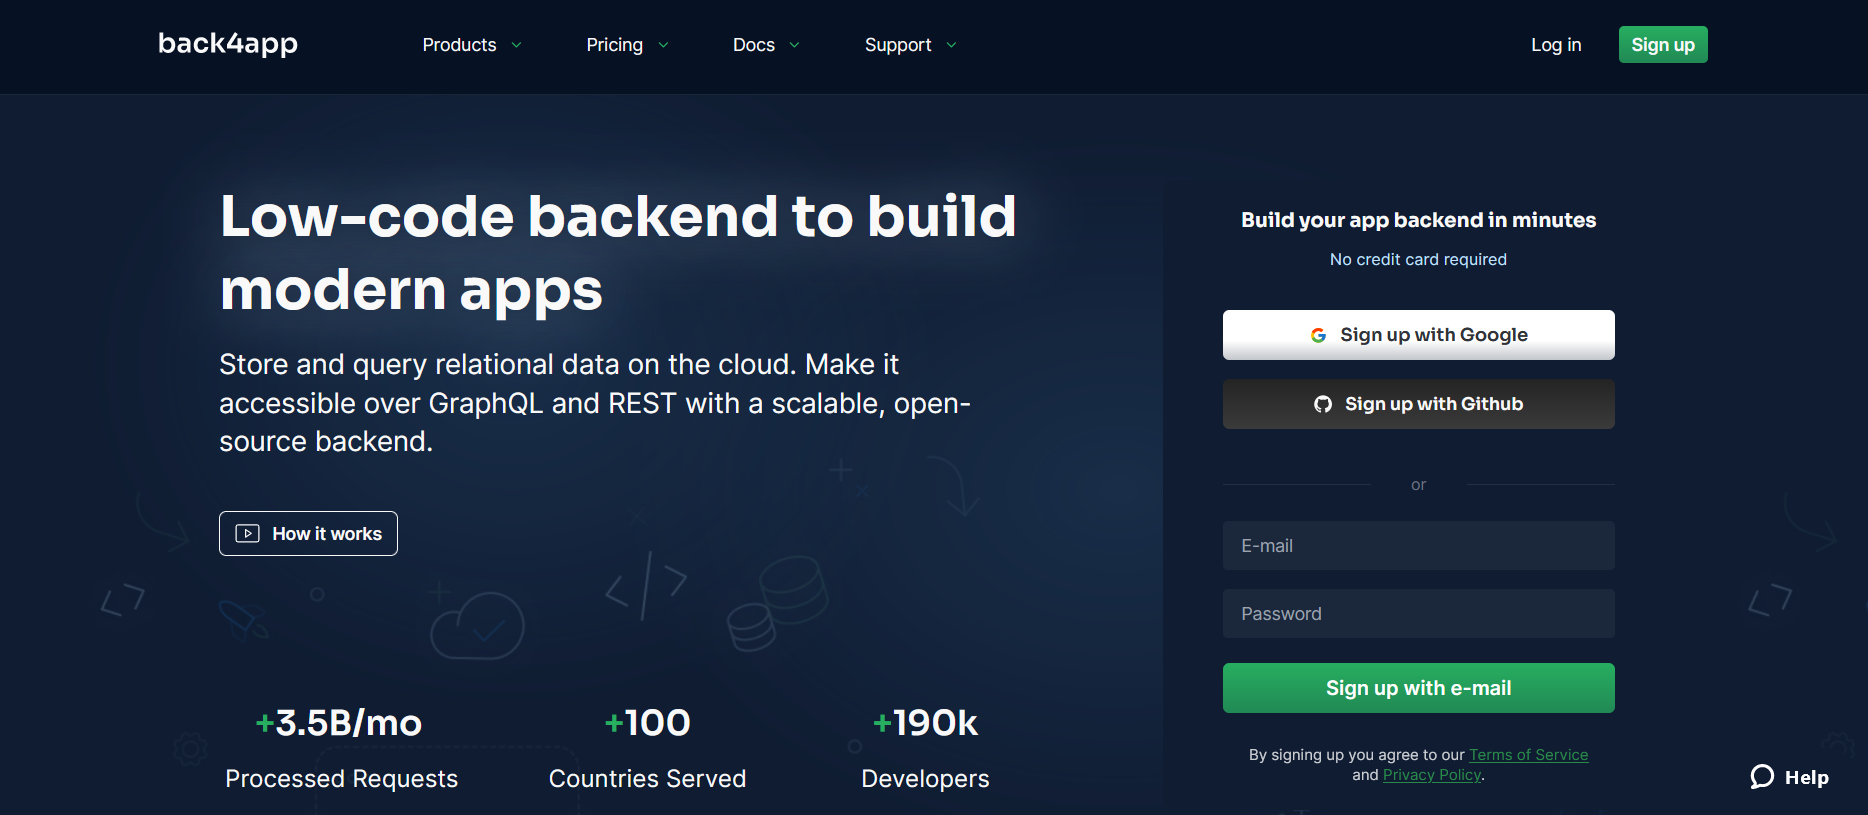 back4app
Products
Pricing
Docs
Support
Log in
Sign up
Low-code backend to build
modern apps
Store and query relational data on the cloud. Make it
accessible over GraphQL and REST with a scalable, open-
source backend.
How it works
+3.5B/mo
Processed Requests
+100
Countries Served
+190k
Developers
Build your app backend in minutes
No credit card required
Sign up with Google
Sign up with Github
or
E-mail
Password
Sign up with e-mail
By signing up you agree to our Terms of Service
and Privacy Policy.
Help